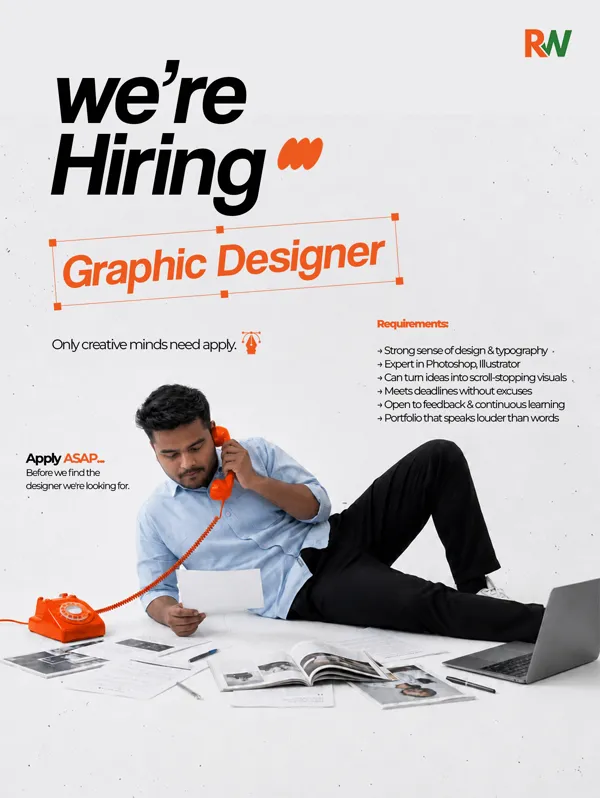 RW
we're
Hiring
Graphic Designer
Only creative minds need apply.
Requirements:
→ Strong sense of design & typography
→ Expert in Photoshop, Illustrator
→ Can turn ideas into scroll-stopping visuals
→ Meets deadlines without excuses
→ Open to feedback & continuous learning
→ Portfolio that speaks louder than words
Apply ASAP...
Before we find the
designer we're looking for.